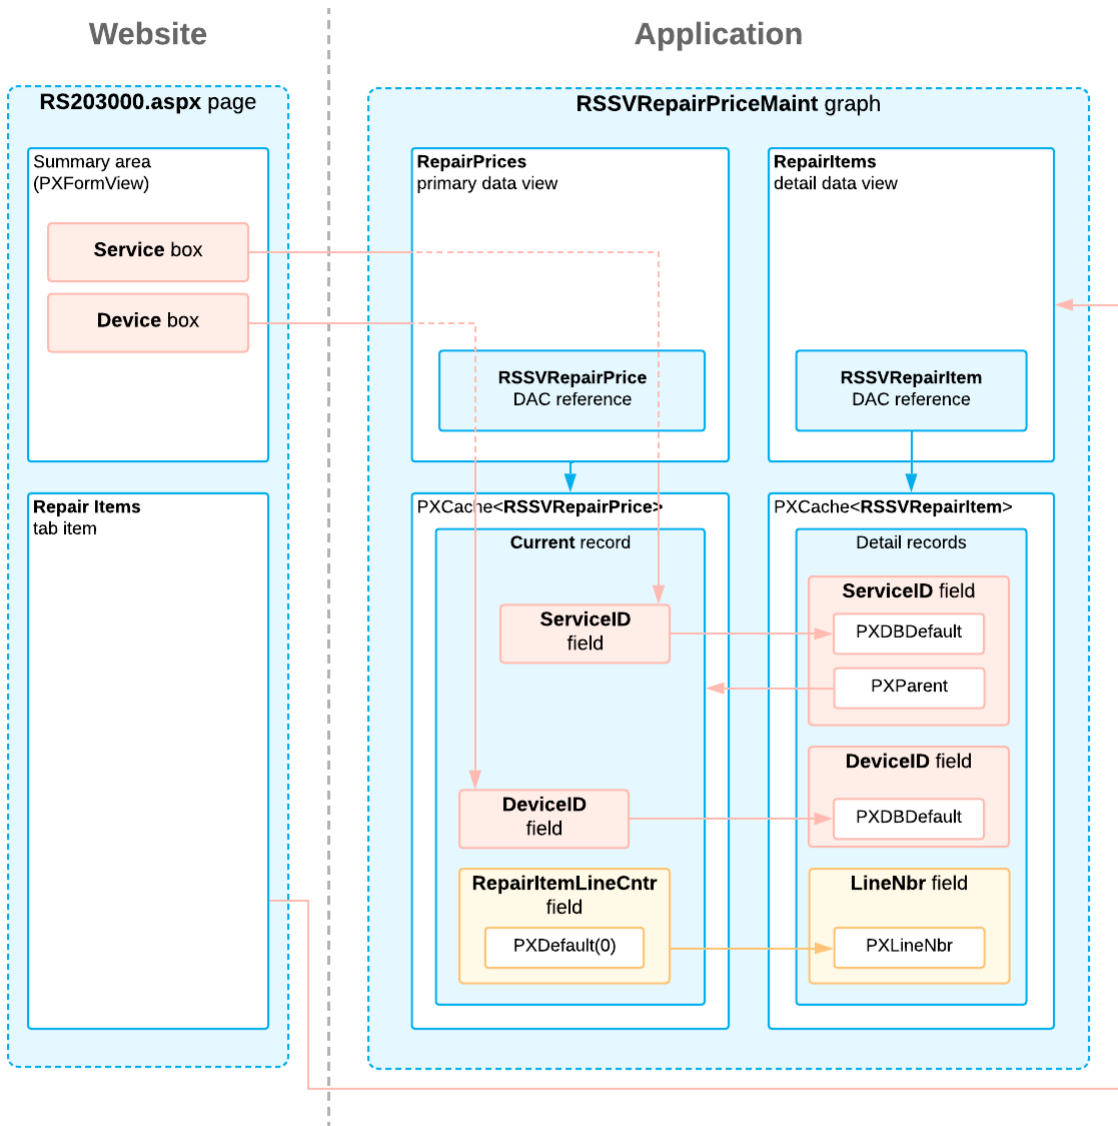 Website
Application
RS203000.aspx page
Summary area
(PXFormView)
Service box
Device box
Repair Items
tab item
RSSVRepairPriceMaint graph
RepairPrices
primary data view
RSSVRepairPrice
DAC reference
RepairItems
detail data view
RSSVRepairItem
DAC reference
PXCache<RSSVRepairPrice>
Current record
ServiceID
field
DeviceID
field
RepairItemLineCntr
field
PXDefault(0)
PXCache<RSSVRepairItem>
Detail records
ServiceID field
PXDBDefault
PXParent
DeviceID field
PXDBDefault
LineNbr field
PXLineNbr